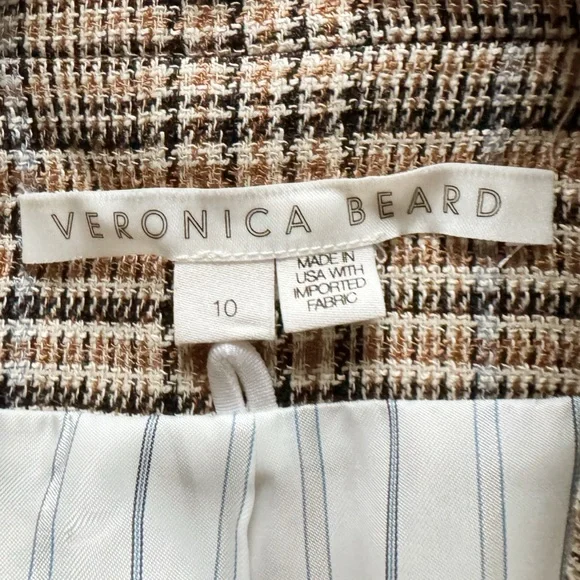 VERONICA BEARD
10
MADE IN
USA WITH
IMPORTED
FABRIC